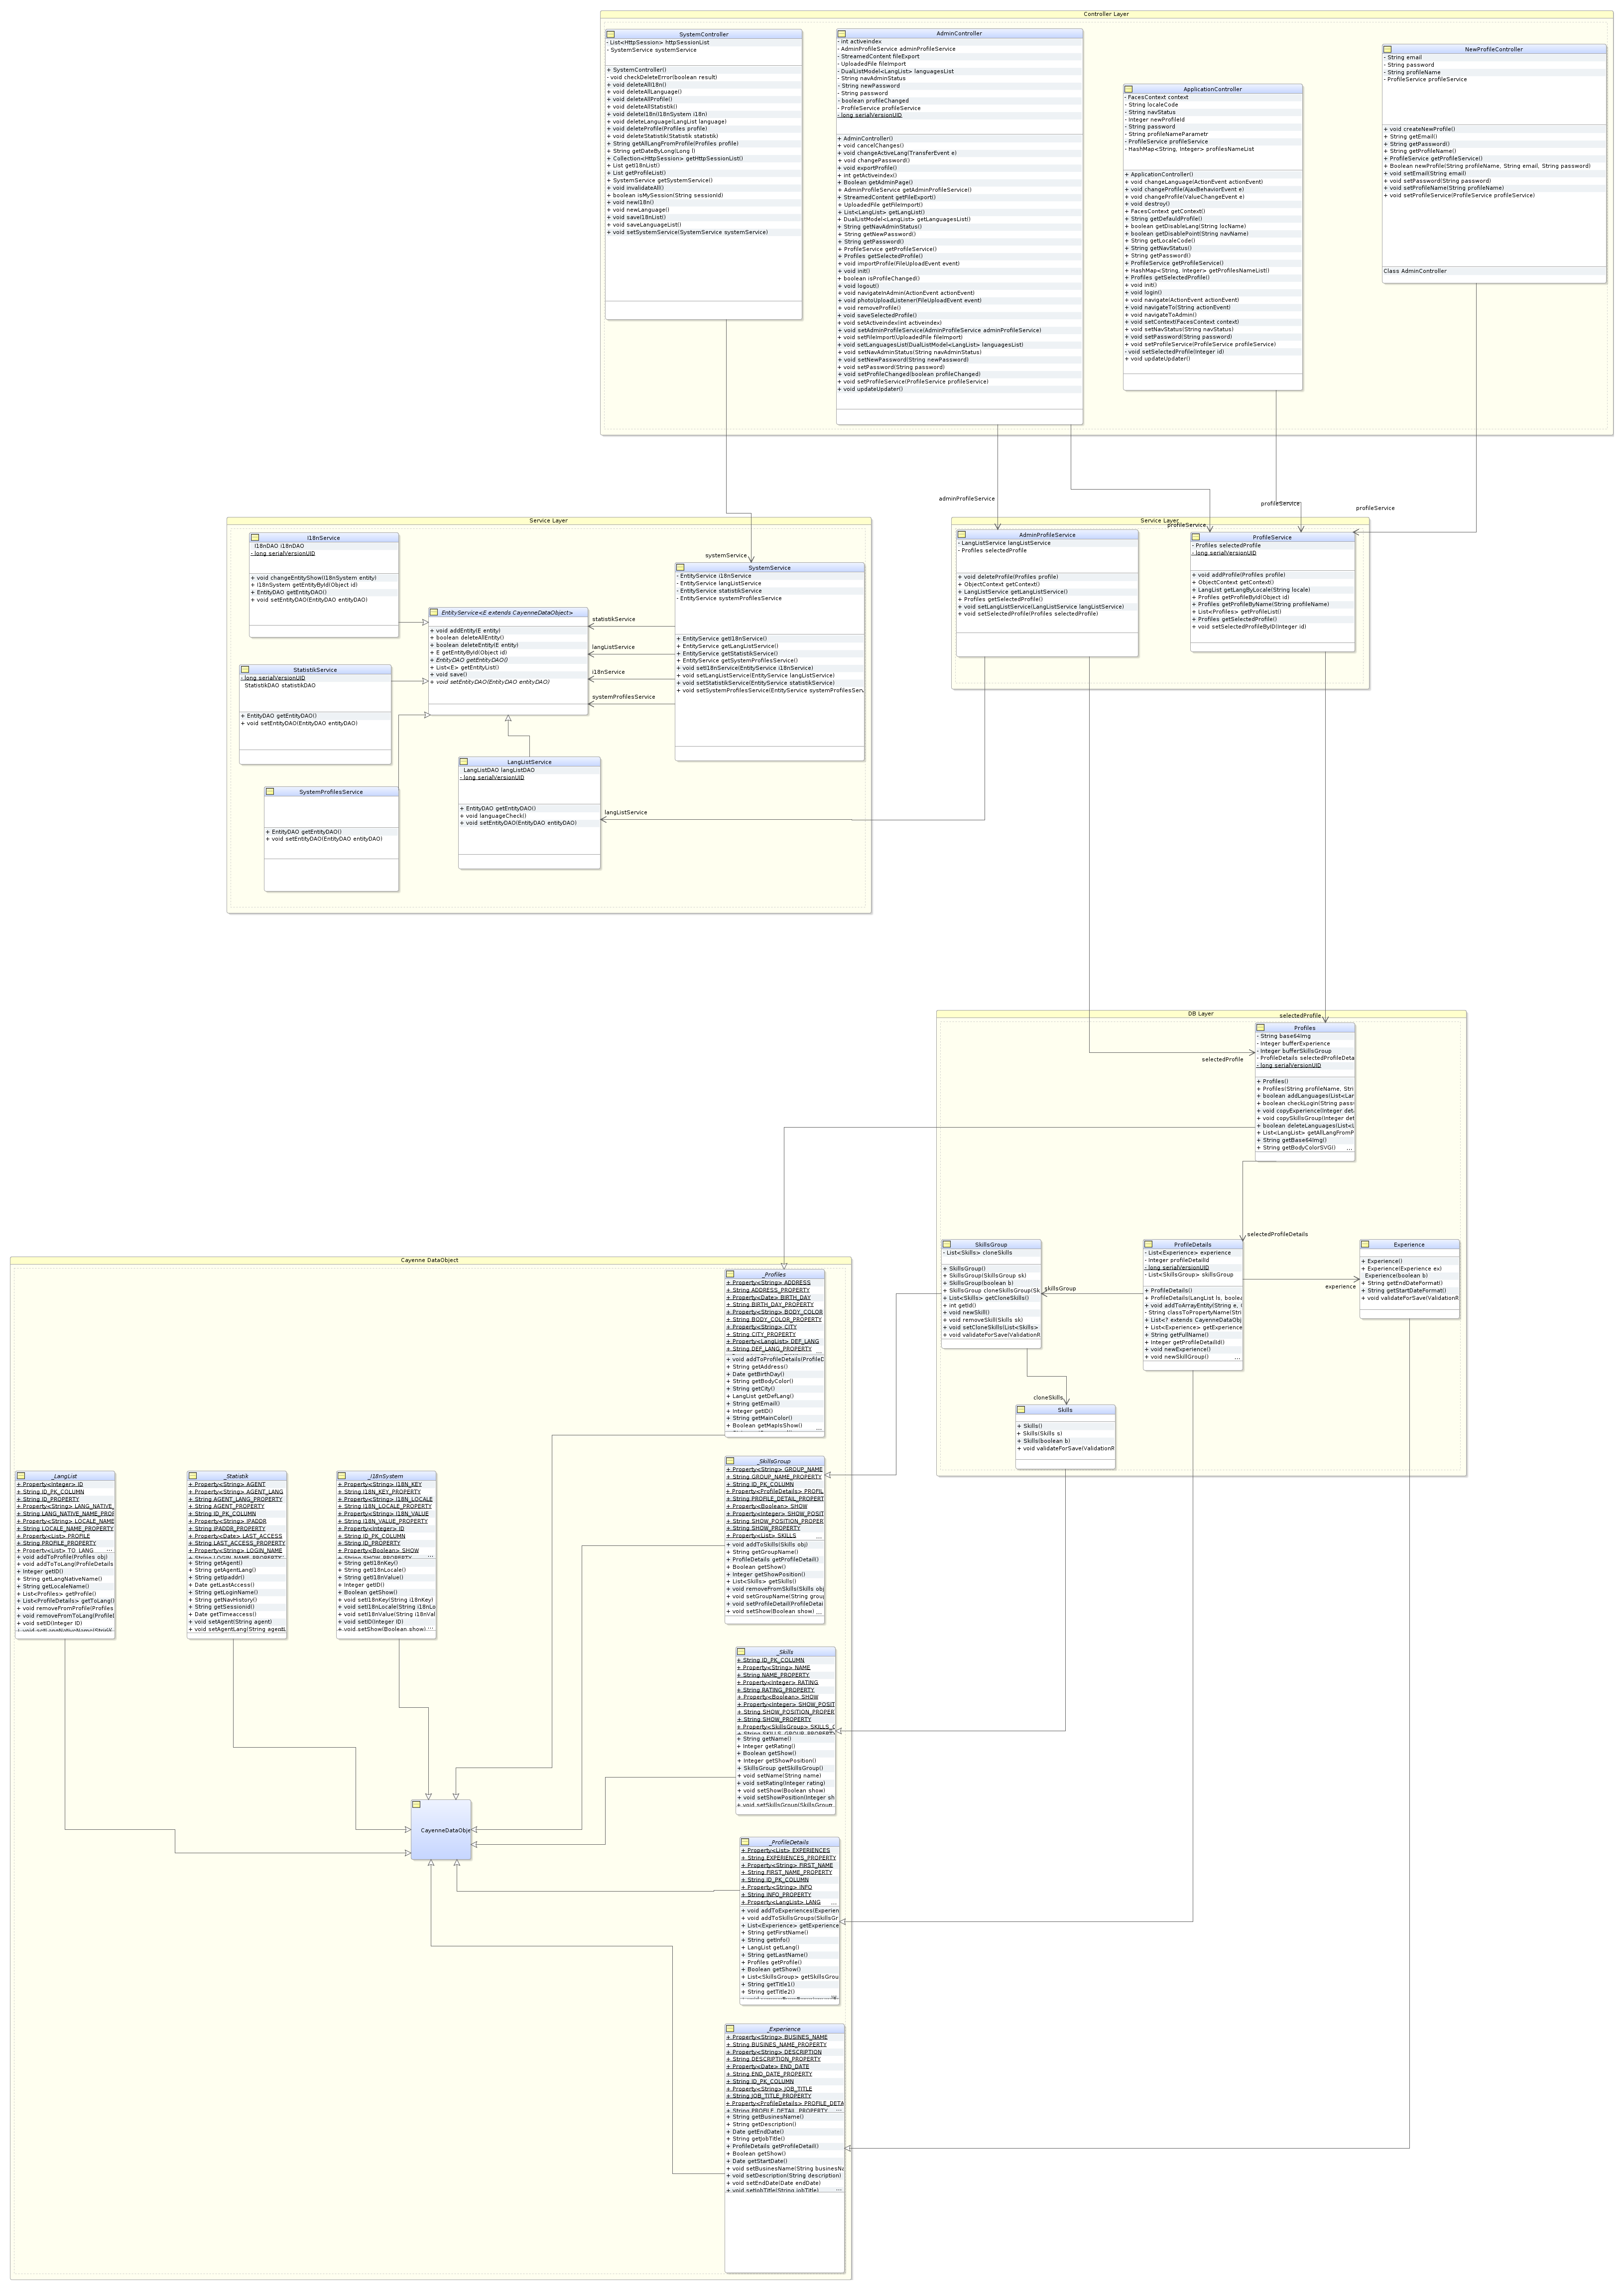 Controller Layer
SystemController
- List<HttpSession> httpSessionList
- SystemService systemService
+ SystemController()
- void checkDeleteError(boolean result)
+ void deleteAllI18n()
+ void deleteAllLanguage()
+ void deleteAllProfile()
+ void deleteAllStatistik()
+ void deleteI18n(I18nSystem i18n)
+ void deleteLanguage(LangList language)
+ void deleteProfile(Profiles profile)
+ void deleteStatistik(Statistik statistik)
+ String getAllLangFromProfile(Profiles profile)
+ String getDateByLong(Long l)
+ Collection<HttpSession> getHttpSessionList()
+ List getI18nList()
+ List getProfileList()
+ SystemService getSystemService()
+ void invalidateAll()
+ boolean isMySession(String sessionId)
+ void newI18n()
+ void newLanguage()
+ void saveI18nList()
+ void saveLanguageList()
+ void setSystemService(SystemService systemService)
AdminController
- int activeindex
- AdminProfileService adminProfileService
- StreamedContent fileExport
- UploadedFile fileImport
- DualListModel<LangList> languagesList
- String navAdminStatus
- String newPassword
- String password
- boolean profileChanged
- ProfileService profileService
- long serialVersionUID
+ AdminController()
+ void cancelChanges()
+ void changeActiveLang(TransferEvent e)
+ void changePassword()
+ void exportProfile()
+ int getActiveindex()
+ Boolean getAdminPage()
+ AdminProfileService getAdminProfileService()
+ StreamedContent getFileExport()
+ UploadedFile getFileImport()
+ List<LangList> getLangList()
+ DualListModel<LangList> getLanguagesList()
+ String getNavAdminStatus()
+ String getNewPassword()
+ String getPassword()
+ ProfileService getProfileService()
+ Profiles getSelectedProfile()
+ void importProfile(FileUploadEvent event)
+ void init()
+ boolean isProfileChanged()
+ void logout()
+ void navigateInAdmin(ActionEvent actionEvent)
+ void photoUploadListener(FileUploadEvent event)
+ void removeProfile()
+ void saveSelectedProfile()
+ void setActiveindex(int activeindex)
+ void setAdminProfileService(AdminProfileService adminProfileService)
+ void setFileImport(UploadedFile fileImport)
+ void setLanguagesList(DualListModel<LangList> languagesList)
+ void setNavAdminStatus(String navAdminStatus)
+ void setNewPassword(String newPassword)
+ void setPassword(String password)
+ void setProfileChanged(boolean profileChanged)
+ void setProfileService(ProfileService profileService)
+ void updateUpdater()
ApplicationController
- FacesContext context
- String localeCode
- String navStatus
- Integer newProfileId
- String password
- String profileNameParametr
- ProfileService profileService
- HashMap<String, Integer> profilesNameList
+ ApplicationController()
+ void changeLanguage(ActionEvent actionEvent)
+ void changeProfile(AjaxBehaviorEvent e)
+ void changeProfile(ValueChangeEvent e)
+ void destroy()
+ FacesContext getContext()
+ String getDefauldProfile()
+ boolean getDisableLang(String locName)
+ boolean getDisablePoint(String navName)
+ String getLocaleCode()
+ String getNavStatus()
+ String getPassword()
+ ProfileService getProfileService()
+ HashMap<String, Integer> getProfilesNameList()
+ Profiles getSelectedProfile()
+ void init()
+ void login()
+ void navigate(ActionEvent actionEvent)
+ void navigateTo(String actionEvent)
+ void navigateToAdmin()
+ void setContext(FacesContext context)
+ void setNavStatus(String navStatus)
+ void setPassword(String password)
+ void setProfileService(ProfileService profileService)
- void setSelectedProfile(Integer id)
+ void updateUpdater()
NewProfileController
- String email
- String password
- String profileName
- ProfileService profileService
+ void createNewProfile()
+ String getEmail()
+ String getPassword()
+ String getProfileName()
+ ProfileService getProfileService()
+ Boolean newProfile(String profileName, String email, String password)
+ void setEmail(String email)
+ void setPassword(String password)
+ void setProfileName(String profileName)
+ void setProfileService(ProfileService profileService)
Class AdminController
adminProfileService
profileService
profileService
profileService
systemService
Service Layer
I18nService
I18nDAO i18nDAO
- long serialVersionUID
+ void changeEntityShow(I18nSystem entity)
+ I18nSystem getEntityById(Object id)
+ EntityDAO getEntityDAO()
+ void setEntityDAO(EntityDAO entityDAO)
StatistikService
- long serialVersionUID
StatistikDAO statistikDAO
+ EntityDAO getEntityDAO()
+ void setEntityDAO(EntityDAO entityDAO)
SystemProfilesService
+ EntityDAO getEntityDAO()
+ void setEntityDAO(EntityDAO entityDAO)
EntityService<E extends CayenneDataObject>
+ void addEntity(E entity)
+ boolean deleteAllEntity()
+ boolean deleteEntity(E entity)
+ E getEntityById(Object id)
+ EntityDAO getEntityDAO()
+ List<E> getEntityList()
+ void save()
+ void setEntityDAO(EntityDAO entityDAO)
statistikService
langListService
i18nService
systemProfilesService
SystemService
- EntityService i18nService
- EntityService langListService
- EntityService statistikService
- EntityService systemProfilesService
+ EntityService getI18nService()
+ EntityService getLangListService()
+ EntityService getStatistikService()
+ EntityService getSystemProfilesService()
+ void setI18nService(EntityService i18nService)
+ void setLangListService(EntityService langListService)
+ void setStatistikService(EntityService statistikService)
+ void setSystemProfilesService(EntityService systemProfilesServ
LangListService
LangListDAO langListDAO
- long serialVersionUID
+ EntityDAO getEntityDAO()
+ void languageCheck()
+ void setEntityDAO(EntityDAO entityDAO)
langListService
Service Layer
AdminProfileService
- LangListService langListService
- Profiles selectedProfile
+ void deleteProfile(Profiles profile)
+ ObjectContext getContext()
+ LangListService getLangListService()
+ Profiles getSelectedProfile()
+ void setLangListService(LangListService langListService)
+ void setSelectedProfile(Profiles selectedProfile)
ProfileService
- Profiles selectedProfile
- long serialVersionUID
+ void addProfile(Profiles profile)
+ ObjectContext getContext()
+ LangList getLangByLocale(String locale)
+ Profiles getProfileById(Object id)
+ Profiles getProfileByName(String profileName)
+ List<Profiles> getProfileList()
+ Profiles getSelectedProfile()
+ void setSelectedProfileByID(Integer id)
DB Layer
selectedProfile
selectedProfile
Profiles
- String base64Img
- Integer bufferExperience
- Integer bufferSkillsGroup
- ProfileDetails selectedProfileDeta
- long serialVersionUID
+ Profiles()
+ Profiles(String profileName, Stri
+ boolean addLanguages(List<Lar
+ boolean checkLogin(String passv
+ void copyExperience(Integer deta
+ void copySkillsGroup(Integer det
+ boolean deleteLanguages(List<L
+ List<LangList> getAllLangFromP
+ String getBase64Img()
+ String getBodyColorSVG() ...
selectedProfileDetails
SkillsGroup
- List<Skills> cloneSkills
+ SkillsGroup()
+ SkillsGroup(SkillsGroup sk)
+ SkillsGroup(boolean b)
+ SkillsGroup cloneSkillsGroup(Sk
+ List<Skills> getCloneSkills()
+ int getId()
+ void newSkill()
+ void removeSkill(Skills sk)
+ void setCloneSkills(List<Skills>
+ void validateForSave(ValidationR
skillsGroup
ProfileDetails
- List<Experience> experience
- Integer profileDetailId
- long serialVersionUID
- List<SkillsGroup> skillsGroup
+ ProfileDetails()
+ ProfileDetails(LangList ls, boolea
+ void addToArrayEntity(String e,
- String classToPropertyName(Stri
+ List<? extends CayenneDataObj
+ List<Experience> getExperience
+ String getFullName()
+ Integer getProfileDetailId()
+ void newExperience()
+ void newSkillGroup() ...
experience
Experience
+ Experience()
+ Experience(Experience ex)
Experience(boolean b)
+ String getEndDateFormat()
+ String getStartDateFormat()
+ void validateForSave(ValidationR
cloneSkills
Skills
+ Skills()
+ Skills(Skills s)
+ Skills(boolean b)
+ void validateForSave(ValidationR
Cayenne DataObject
_Profiles
+ Property<String> ADDRESS
+ String ADDRESS_PROPERTY
+ Property<Date> BIRTH_DAY
+ String BIRTH_DAY_PROPERTY
+ Property<String> BODY_COLOR
+ String BODY_COLOR_PROPERTY
+ Property<String> CITY
+ String CITY_PROPERTY
+ Property<LangList> DEF_LANG
+ String DEF_LANG_PROPERTY ...
+ void addToProfileDetails(ProfileD
+ String getAddress()
+ Date getBirthDay()
+ String getBodyColor()
+ String getCity()
+ LangList getDefLang()
+ String getEmail()
+ Integer getID()
+ String getMainColor()
+ Boolean getMapIsShow() ...
_SkillsGroup
+ Property<String> GROUP_NAME
+ String GROUP_NAME_PROPERTY
+ String ID_PK_COLUMN
+ Property<ProfileDetails> PROFIL
+ String PROFILE_DETAIL_PROPERT
+ Property<Boolean> SHOW
+ Property<Integer> SHOW_POSIT
+ String SHOW_POSITION_PROPER
+ String SHOW_PROPERTY
+ Property<List> SKILLS ...
+ void addToSkills(Skills obj)
+ String getGroupName()
+ ProfileDetails getProfileDetail()
+ Boolean getShow()
+ Integer getShowPosition()
+ List<Skills> getSkills()
+ void removeFromSkills(Skills obj
+ void setGroupName(String group
+ void setProfileDetail(ProfileDetai
+ void setShow(Boolean show) ...
_LangList
+ Property<Integer> ID
+ String ID_PK_COLUMN
+ String ID_PROPERTY
+ Property<String> LANG_NATIVE_
+ String LANG_NATIVE_NAME_PROP
+ Property<String> LOCALE_NAME
+ String LOCALE_NAME_PROPERTY
+ Property<List> PROFILE
+ String PROFILE_PROPERTY
+ Property<List> TO_LANG ...
+ void addToProfile(Profiles obj)
+ void addToToLang(ProfileDetails
+ Integer getID()
+ String getLangNativeName()
+ String getLocaleName()
+ List<Profiles> getProfile()
+ List<ProfileDetails> getToLang()
+ void removeFromProfile(Profiles
+ void removeFromToLang(Profile
+ void setID(Integer ID)
_Statistik
+ Property<String> AGENT
+ Property<String> AGENT_LANG
+ String AGENT_LANG_PROPERTY
+ String AGENT_PROPERTY
+ String ID_PK_COLUMN
+ Property<String> IPADDR
+ String IPADDR_PROPERTY
+ Property<Date> LAST_ACCESS
+ String LAST_ACCESS_PROPERTY
+ Property<String> LOGIN_NAME
+ String LOGIN_NAME_PROPERTY...
+ String getAgent()
+ String getAgentLang()
+ String getIpaddr()
+ Date getLastAccess()
+ String getLoginName()
+ String getNavHistory()
+ String getSessionid()
+ Date getTimeaccess()
+ void setAgent(String agent)
+ void setAgentLang(String agentL
_I18nSystem
+ Property<String> I18N_KEY
+ String I18N_KEY_PROPERTY
+ Property<String> I18N_LOCALE
+ String I18N_LOCALE_PROPERTY
+ Property<String> I18N_VALUE
+ String I18N_VALUE_PROPERTY
+ Property<Integer> ID
+ String ID_PK_COLUMN
+ String ID_PROPERTY
+ Property<Boolean> SHOW
+ String SHOW_PROPERTY ...
+ String getI18nKey()
+ String getI18nLocale()
+ String getI18nValue()
+ Integer getID()
+ Boolean getShow()
+ void setI18nKey(String i18nKey)
+ void setI18nLocale(String i18nLo
+ void setI18nValue(String i18nVal
+ void setID(Integer ID)
+ void setShow(Boolean show) ...
_Skills
+ String ID_PK_COLUMN
+ Property<String> NAME
+ String NAME_PROPERTY
+ Property<Integer> RATING
+ String RATING_PROPERTY
+ Property<Boolean> SHOW
+ Property<Integer> SHOW_POSIT
+ String SHOW_POSITION_PROPER
+ String SHOW_PROPERTY
+ Property<SkillsGroup> SKILLS_G
+ String SKILLS_GROUP_PROPERTY
+ String getName()
+ Integer getRating()
+ Boolean getShow()
+ Integer getShowPosition()
+ SkillsGroup getSkillsGroup()
+ void setName(String name)
+ void setRating(Integer rating)
+ void setShow(Boolean show)
+ void setShowPosition(Integer sh
+ void setSkillsGroup(SkillsGroup
CayenneDataObje
_ProfileDetails
+ Property<List> EXPERIENCES
+ String EXPERIENCES_PROPERTY
+ Property<String> FIRST_NAME
+ String FIRST_NAME_PROPERTY
+ String ID_PK_COLUMN
+ Property<String> INFO
+ String INFO_PROPERTY
+ Property<LangList> LANG ...
+ void addToExperiences(Experien
+ void addToSkillsGroups(SkillsGr
+ List<Experience> getExperience
+ String getFirstName()
+ String getInfo()
+ LangList getLang()
+ String getLastName()
+ Profiles getProfile()
+ Boolean getShow()
+ List<SkillsGroup> getSkillsGrou
+ String getTitle1()
+ String getTitle2()
_Experience
+ Property<String> BUSINES_NAME
+ String BUSINES_NAME_PROPERTY
+ Property<String> DESCRIPTION
+ String DESCRIPTION_PROPERTY
+ Property<Date> END_DATE
+ String END_DATE_PROPERTY
+ String ID_PK_COLUMN
+ Property<String> JOB_TITLE
+ String JOB_TITLE_PROPERTY
+ Property<ProfileDetails> PROFILE_DETA
+ String PROFILE_DETAIL_PROPERTY ...
+ String getBusinesName()
+ String getDescription()
+ Date getEndDate()
+ String getJobTitle()
+ ProfileDetails getProfileDetail()
+ Boolean getShow()
+ Date getStartDate()
+ void setBusinesName(String businesNa
+ void setDescription(String description)
+ void setEndDate(Date endDate)
+ void setJobTitle(String jobTitle) ...